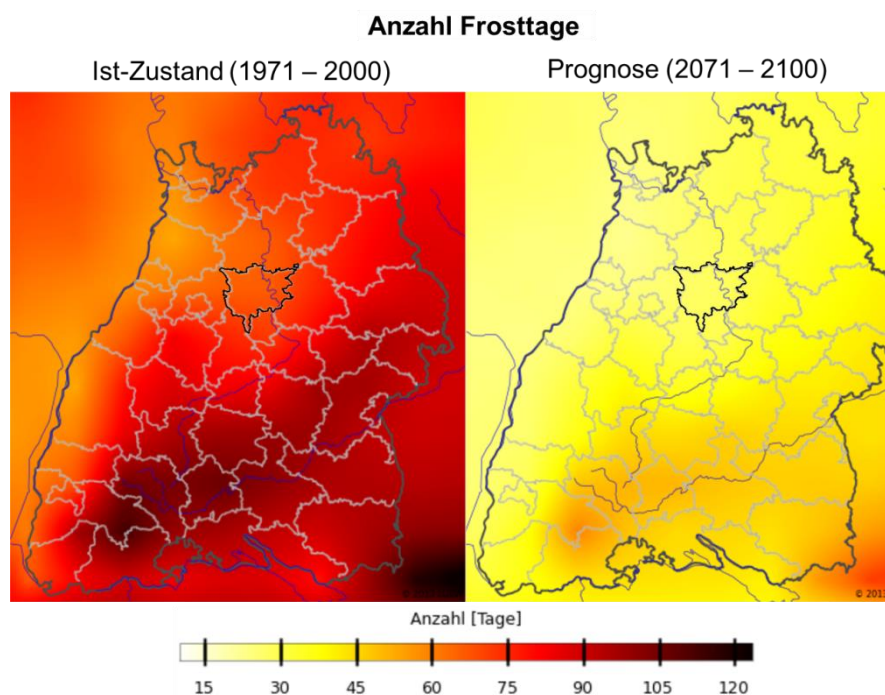 Anzahl Frosttage
Ist-Zustand (1971 – 2000)
Prognose (2071 – 2100)
© 2011
Anzahl [Tage]
15 30 45 60 75 90 105 120